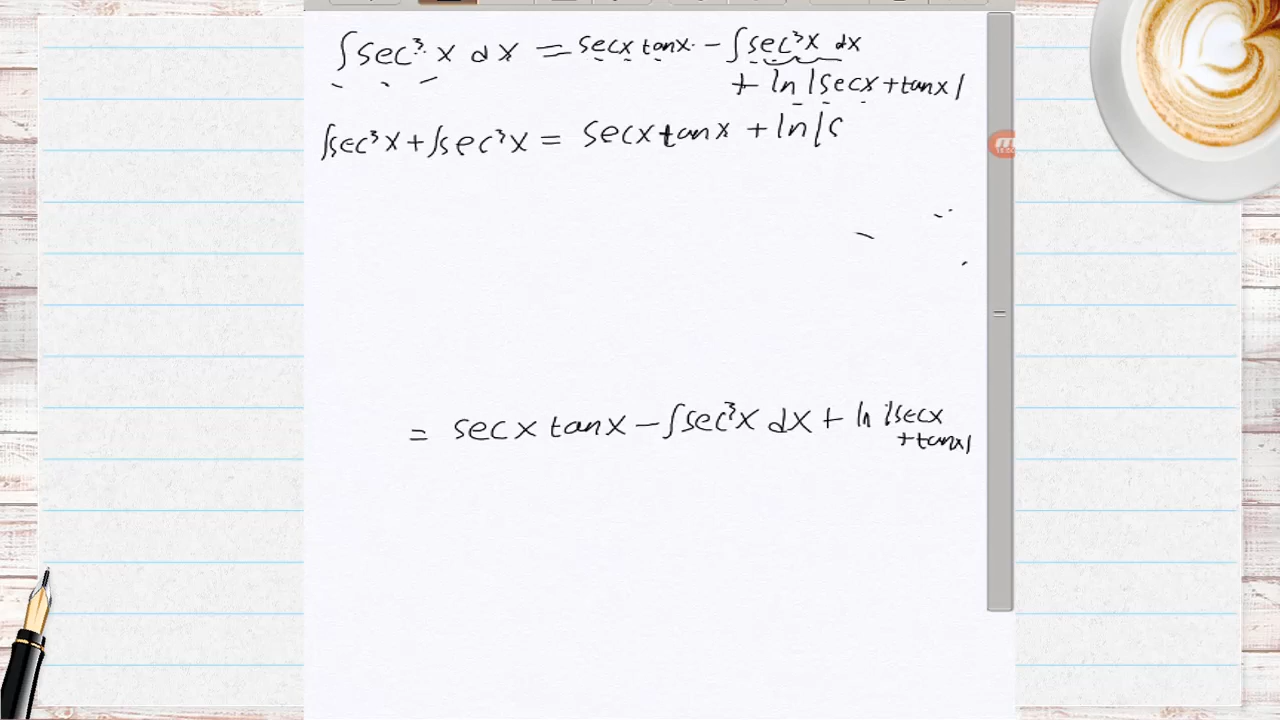 ∫sec³x dx = secx tanx - ∫sec³x dx
+ ln |secx + tanx|
∫sec³x + ∫sec³x = secx tanx + ln |s
= secx tanx - ∫sec³x dx + ln |secx
+ tanx|